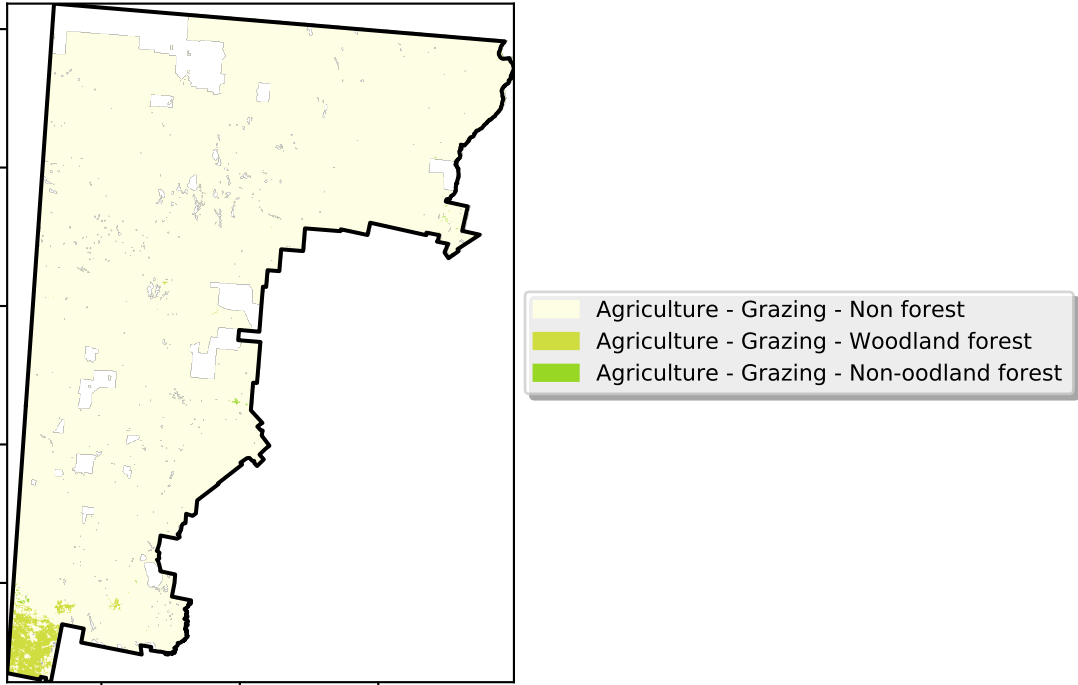 Agriculture - Grazing - Non forest
Agriculture - Grazing - Woodland forest
Agriculture - Grazing - Non-oodland forest